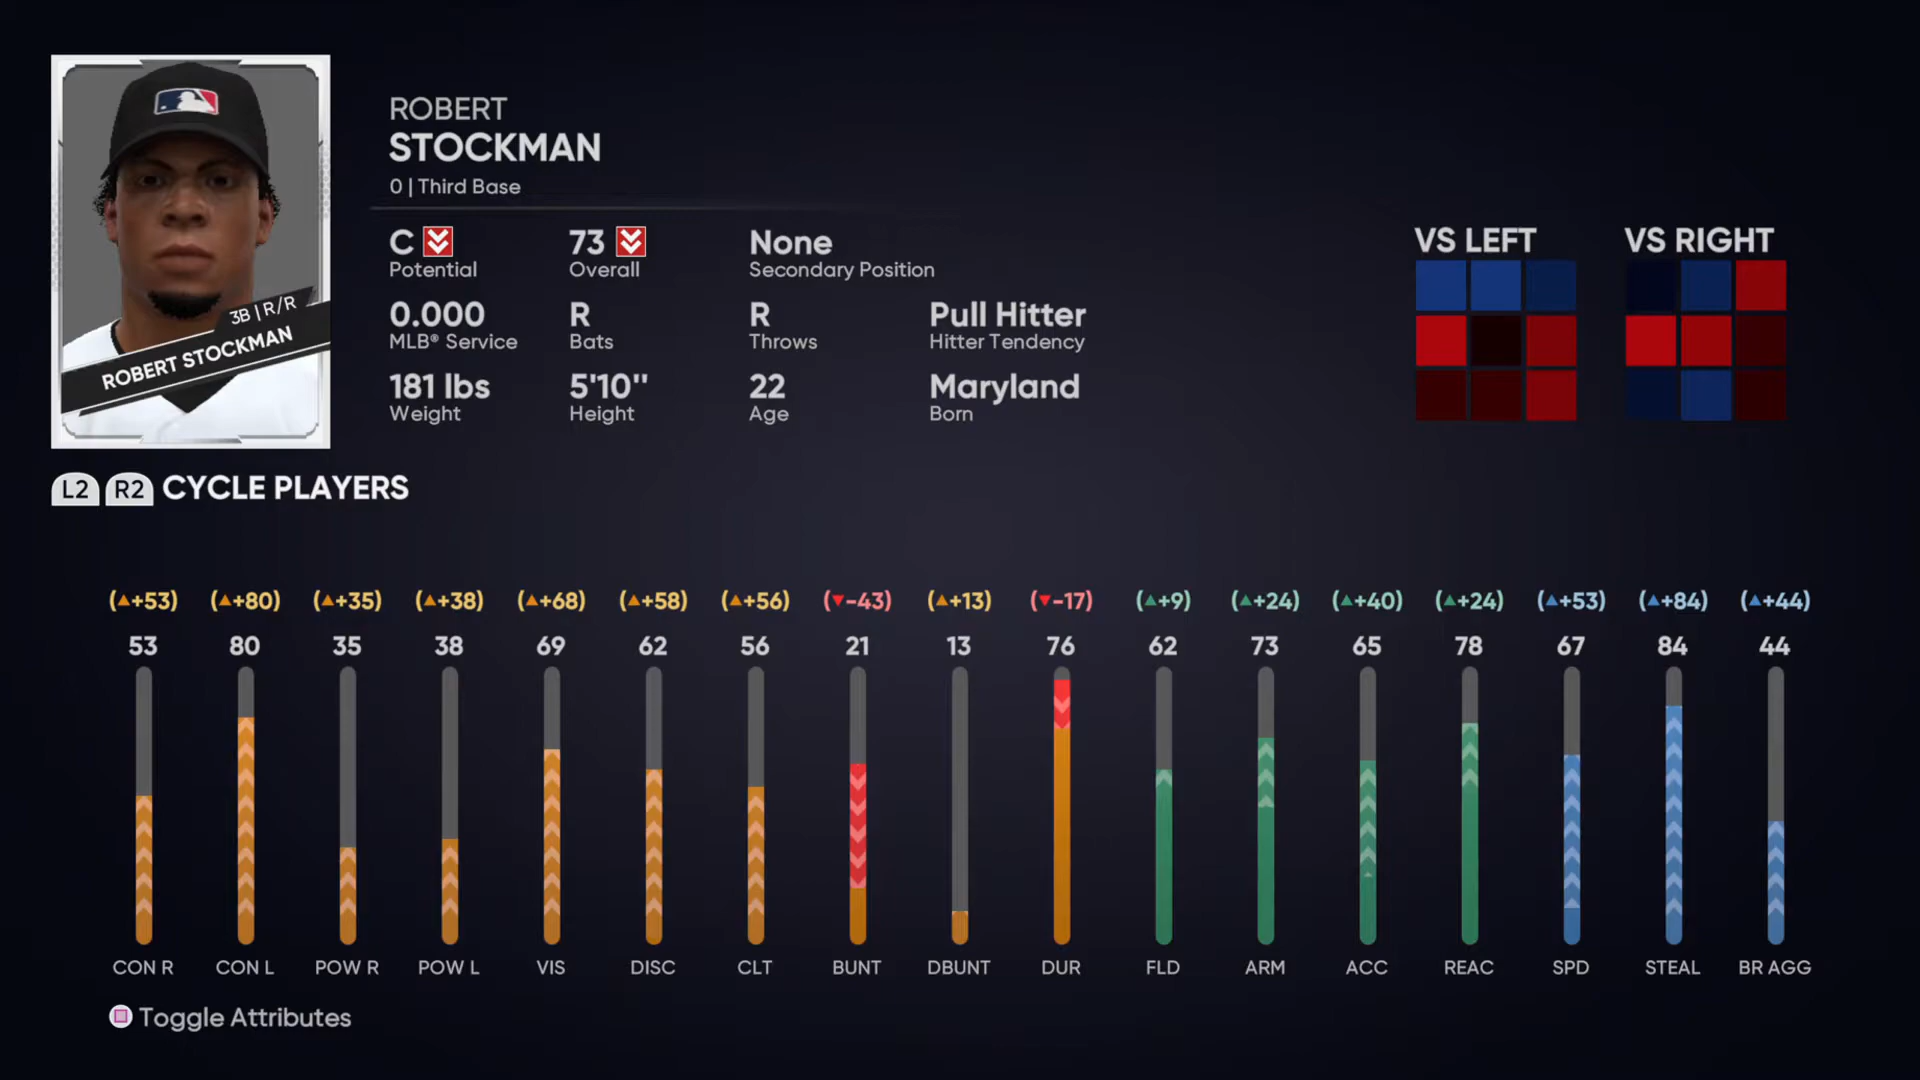 ROBERT
STOCKMAN
0 | Third Base
3B | R/R
ROBERT STOCKMAN
C 73 None
Potential Overall Secondary Position
0.000 R R Pull Hitter
MLB® Service Bats Throws Hitter Tendency
181 lbs 5'10'' 22 Maryland
Weight Height Age Born
VS LEFT VS RIGHT
L2 R2 CYCLE PLAYERS
(▲+53) (▲+80) (▲+35) (▲+38) (▲+68) (▲+58) (▲+56) (▼-43) (▲+13) (▼-17) (▲+9) (▲+24) (▲+40) (▲+24) (▲+53) (▲+84) (▲+44)
53 80 35 38 69 62 56 21 13 76 62 73 65 78 67 84 44
CON R CON L POW R POW L VIS DISC CLT BUNT DBUNT DUR FLD ARM ACC REAC SPD STEAL BR AGG
Toggle Attributes